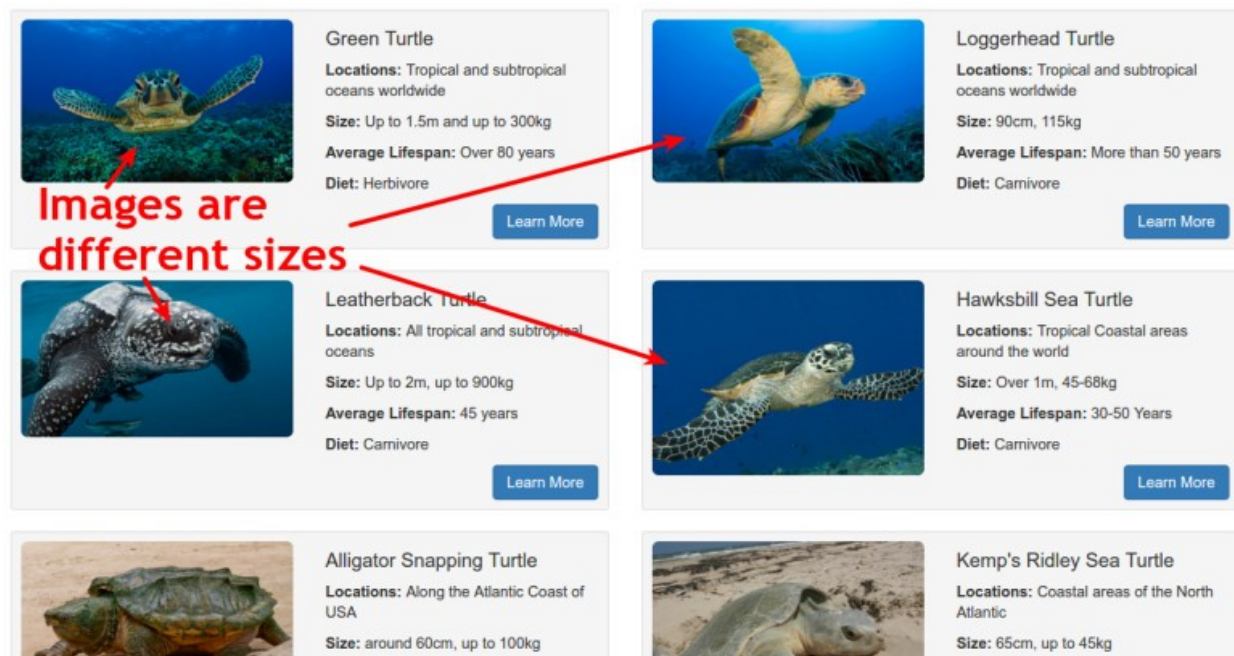 Green Turtle
Locations: Tropical and subtropical
oceans worldwide
Size: Up to 1.5m and up to 300kg
Average Lifespan: Over 80 years
Diet: Herbivore
Learn More
Loggerhead Turtle
Locations: Tropical and subtropical
oceans worldwide
Size: 90cm, 115kg
Average Lifespan: More than 50 years
Diet: Carnivore
Learn More
Images are
different sizes
Leatherback Turtle
Locations: All tropical and subtropical
oceans
Size: Up to 2m, up to 900kg
Average Lifespan: 45 years
Diet: Carnivore
Learn More
Hawksbill Sea Turtle
Locations: Tropical Coastal areas
around the world
Size: Over 1m, 45-68kg
Average Lifespan: 30-50 Years
Diet: Carnivore
Learn More
Alligator Snapping Turtle
Locations: Along the Atlantic Coast of
USA
Size: around 60cm, up to 100kg
Kemp's Ridley Sea Turtle
Locations: Coastal areas of the North
Atlantic
Size: 65cm, up to 45kg